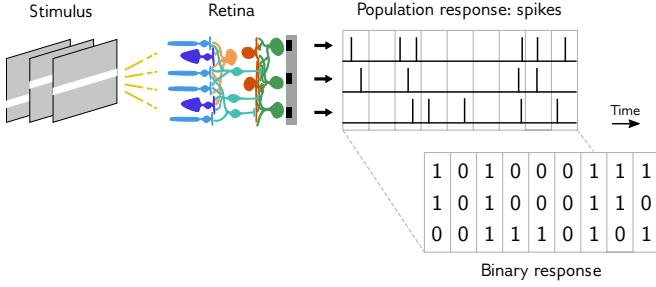 Stimulus
Retina
Population response: spikes
Time
1 0 1 0 0 0 1 1 1
1 0 1 0 0 0 1 1 0
0 0 1 1 1 0 1 0 1
Binary response